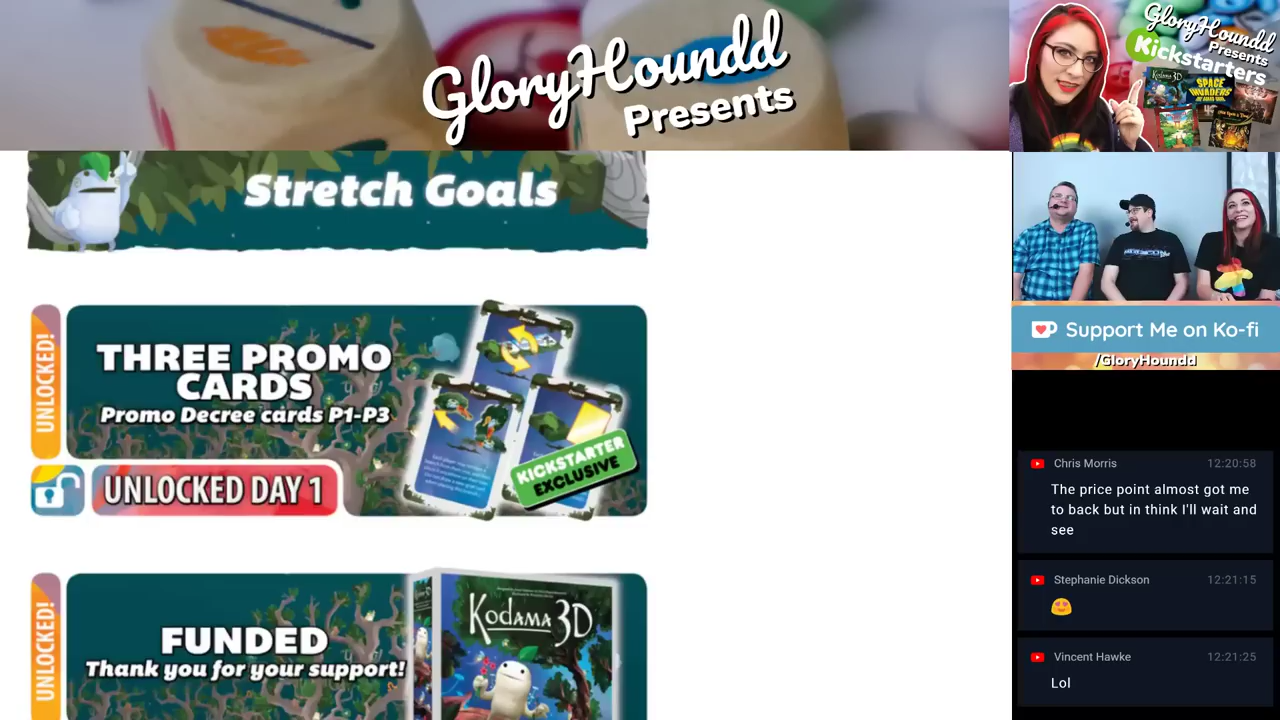 GloryHoundd
Presents
GloryHoundd
Presents
Kickstarters
Kodama 3D
SPACE
INVADERS
Stretch Goals
UNLOCKED!
THREE PROMO
CARDS
Promo Decree cards P1-P3
UNLOCKED DAY 1
Decree
Decree
Decree
KICKSTARTER
EXCLUSIVE
UNLOCKED!
FUNDED
Thank you for your support!
KODAMA 3D
Support Me on Ko-fi
/GloryHoundd
Chris Morris 12:20:58
The price point almost got me
to back but in think I'll wait and
see
Stephanie Dickson 12:21:15
Vincent Hawke 12:21:25
Lol